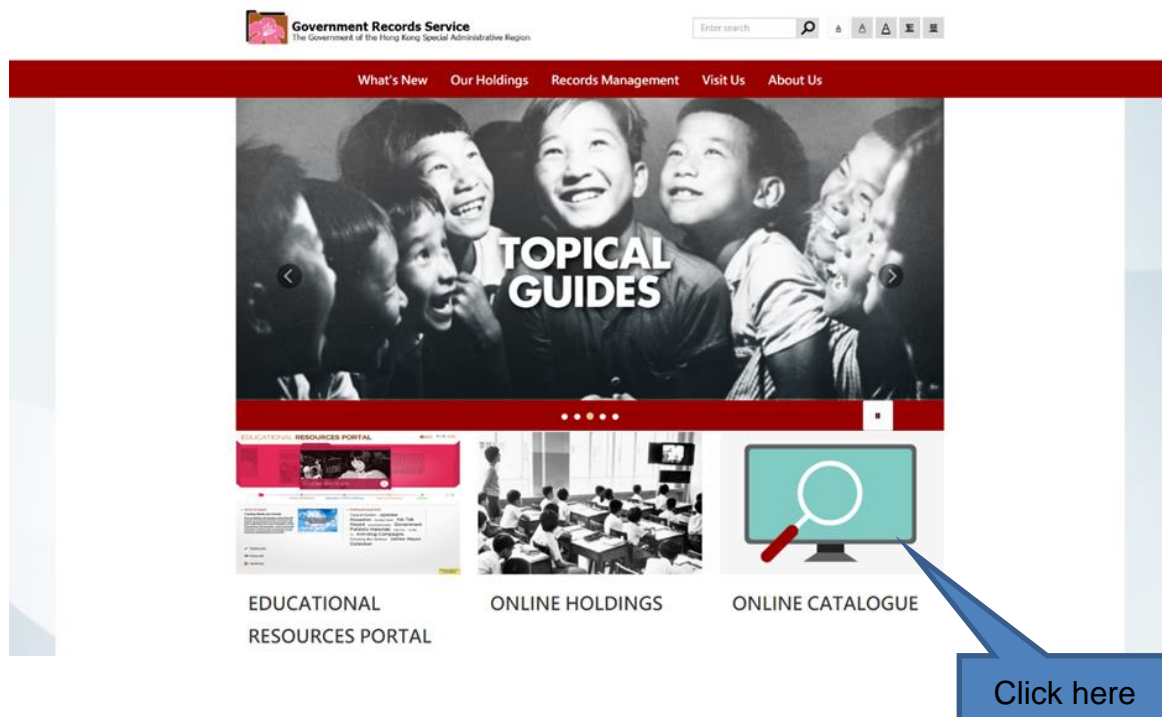 Government Records Service
The Government of the Hong Kong Special Administrative Region
Enter search
A A A 繁 簡
What's New Our Holdings Records Management Visit Us About Us
TOPICAL
GUIDES
EDUCATIONAL RESOURCES PORTAL
EDUCATIONAL
RESOURCES PORTAL
ONLINE HOLDINGS
ONLINE CATALOGUE
Click here